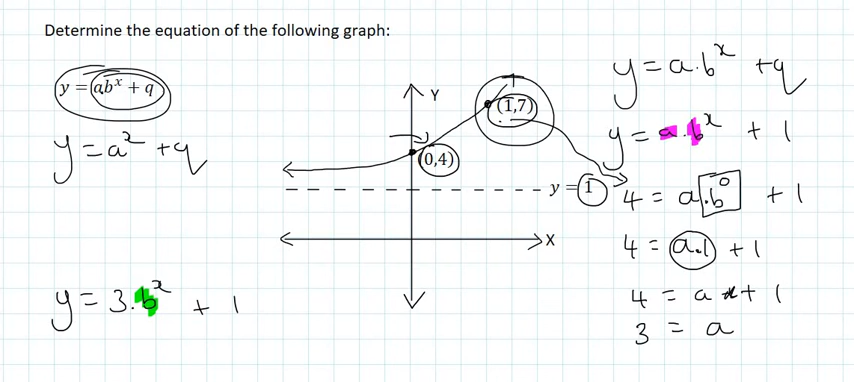 Determine the equation of the following graph:
y = ab^x + q
y = a^x + q
y = 3.b^x + 1
Y
(1,7)
(0,4)
y = 1
X
y = a.b^x + q
y = a.b^x + 1
4 = a.b^0 + 1
4 = a.1 + 1
4 = a + 1
3 = a